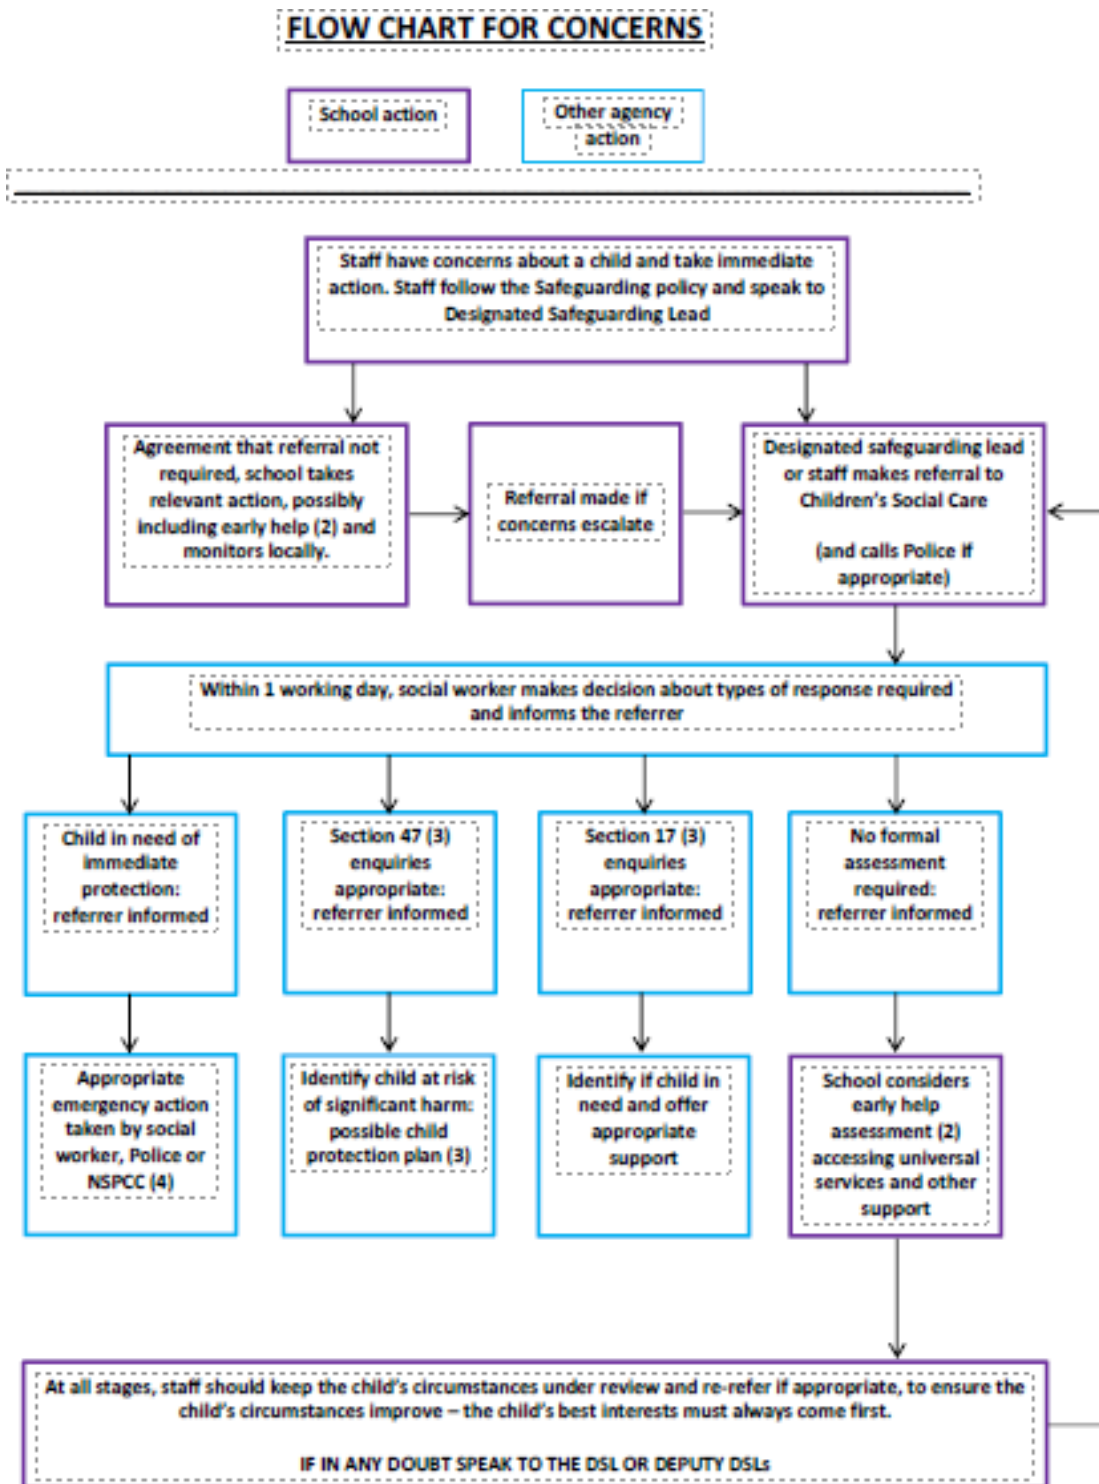 FLOW CHART FOR CONCERNS
School action
Other agency
action
Staff have concerns about a child and take immediate
action. Staff follow the Safeguarding policy and speak to
Designated Safeguarding Lead
Agreement that referral not
required, school takes
relevant action, possibly
including early help (2) and
monitors locally.
Referral made if
concerns escalate
Designated safeguarding lead
or staff makes referral to
Children's Social Care
(and calls Police if
appropriate)
Within 1 working day, social worker makes decision about types of response required
and informs the referrer
Child in need of
immediate
protection:
referrer informed
Section 47 (3)
enquiries
appropriate:
referrer informed
Section 17 (3)
enquiries
appropriate:
referrer informed
No formal
assessment
required:
referrer informed
Appropriate
emergency action
taken by social
worker, Police or
NSPCC (4)
Identify child at risk
of significant harm:
possible child
protection plan (3)
Identify if child in
need and offer
appropriate
support
School considers
early help
assessment (2)
accessing universal
services and other
support
At all stages, staff should keep the child's circumstances under review and re-refer if appropriate, to ensure the
child's circumstances improve – the child's best interests must always come first.
IF IN ANY DOUBT SPEAK TO THE DSL OR DEPUTY DSLs